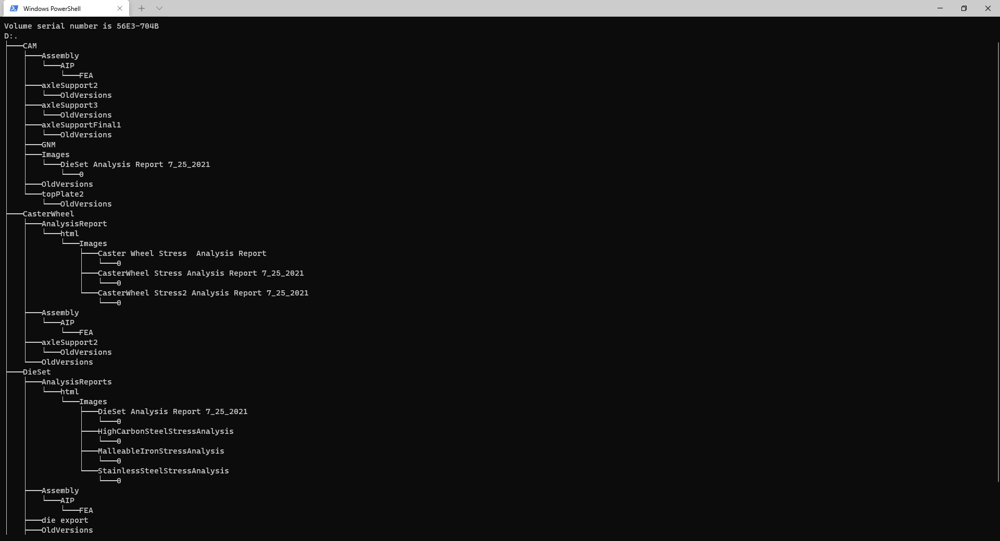 Windows PowerShell
Volume serial number is 56E3-704B
D:.
├───CAM
│   ├───Assembly
│   │   └───AIP
│   │       └───FEA
│   ├───axleSupport2
│   │   └───OldVersions
│   ├───axleSupport3
│   │   └───OldVersions
│   ├───axleSupportFinal1
│   │   └───OldVersions
│   ├───GNM
│   ├───Images
│   │   └───DieSet Analysis Report 7_25_2021
│   │       └───0
│   ├───OldVersions
│   └───topPlate2
│       └───OldVersions
├───CasterWheel
│   ├───AnalysisReport
│   │   └───html
│   │       └───Images
│   │           ├───Caster Wheel Stress  Analysis Report
│   │           │   └───0
│   │           ├───CasterWheel Stress Analysis Report 7_25_2021
│   │           │   └───0
│   │           └───CasterWheel Stress2 Analysis Report 7_25_2021
│   │               └───0
│   ├───Assembly
│   │   └───AIP
│   │       └───FEA
│   ├───axleSupport2
│   │   └───OldVersions
│   └───OldVersions
├───DieSet
│   ├───AnalysisReports
│   │   └───html
│   │       └───Images
│   │           ├───DieSet Analysis Report 7_25_2021
│   │           │   └───0
│   │           ├───HighCarbonSteelStressAnalysis
│   │           │   └───0
│   │           ├───MalleableIronStressAnalysis
│   │           │   └───0
│   │           └───StainlessSteelStressAnalysis
│   │               └───0
│   ├───Assembly
│   │   └───AIP
│   │       └───FEA
│   ├───die export
│   ├───OldVersions